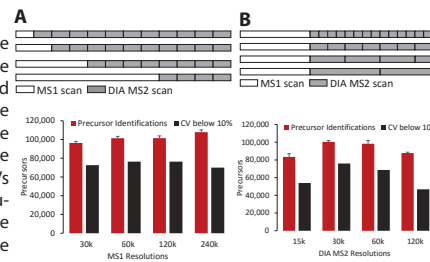 A
B
MS1 scan DIA MS2 scan
MS1 scan DIA MS2 scan
Precursor Identifications CV below 10%
120,000
100,000
80,000
60,000
40,000
20,000
0
Precursors
30k 60k 120k 240k
MS1 Resolutions
Precursor Identifications CV below 10
120,000
100,000
80,000
60,000
40,000
20,000
0
Precursors
15k 30k 60k 120k
DIA MS2 Resolutions